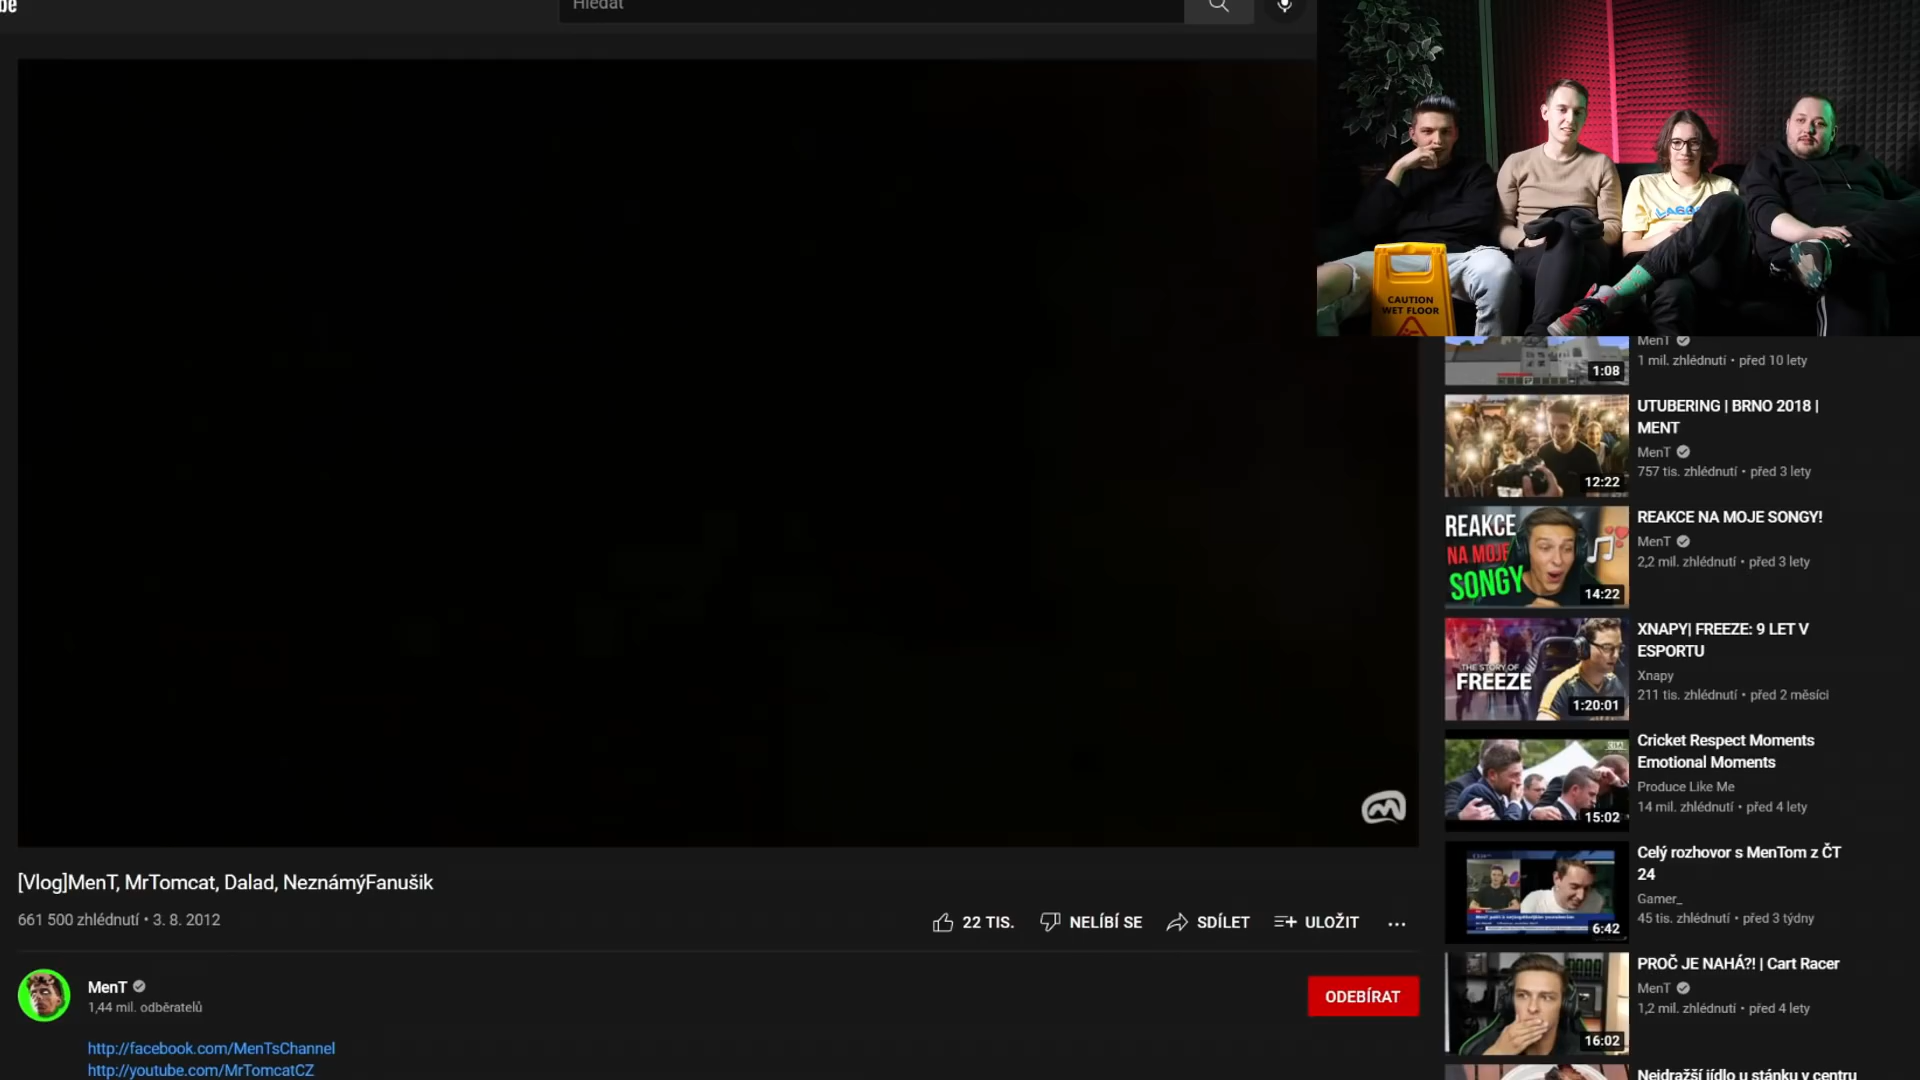 be
Hledat
CAUTION
WET FLOOR
LAGOS
MenT
1 mil. zhlédnutí • před 10 lety
1:08
UTUBERING | BRNO 2018 |
MENT
MenT
757 tis. zhlédnutí • před 3 lety
12:22
REAKCE
NA MOJE
SONGY
14:22
REAKCE NA MOJE SONGY!
MenT
2,2 mil. zhlédnutí • před 3 lety
THE STORY OF
FREEZE
1:20:01
XNAPY| FREEZE: 9 LET V
ESPORTU
Xnapy
211 tis. zhlédnutí • před 2 měsíci
15:02
Cricket Respect Moments
Emotional Moments
Produce Like Me
14 mil. zhlédnutí • před 4 lety
6:42
Celý rozhovor s MenTom z ČT
24
Gamer_
45 tis. zhlédnutí • před 3 týdny
16:02
PROČ JE NAHÁ?! | Cart Racer
MenT
1,2 mil. zhlédnutí • před 4 lety
Nejdražší jídlo u stánku v centru
[Vlog]MenT, MrTomcat, Dalad, NeznámýFanušik
661 500 zhlédnutí • 3. 8. 2012
22 TIS.
NELÍBÍ SE
SDÍLET
ULOŽIT
MenT
1,44 mil. odběratelů
ODEBÍRAT
http://facebook.com/MenTsChannel
http://youtube.com/MrTomcatCZ